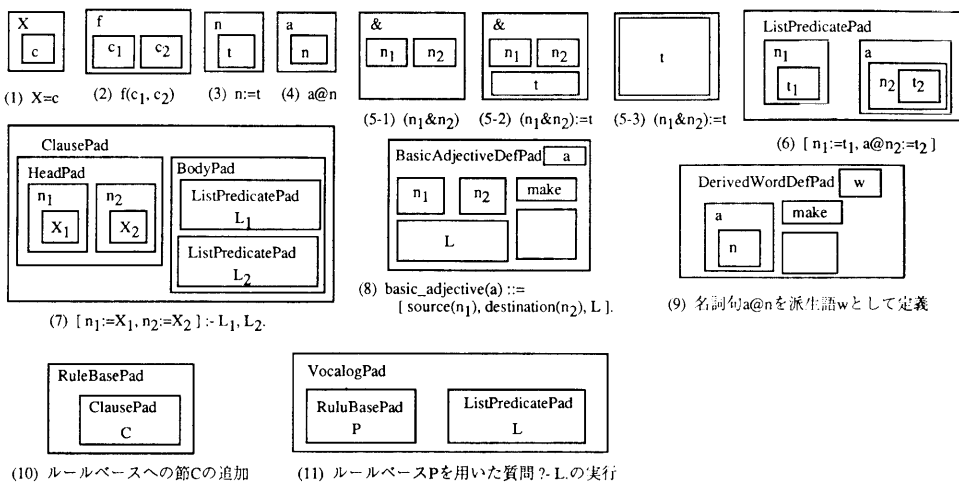 X
c
(1) X=c
f
c1 c2
(2) f(c1, c2)
n
t
(3) n:=t
a
n
(4) a@n
&
n1 n2
(5-1) (n1&n2)
&
n1 n2
t
(5-2) (n1&n2):=t
t
(5-3) (n1&n2):=t
ListPredicatePad
n1
t1
a
n2 t2
(6) [ n1:=t1, a@n2:=t2 ]
ClausePad
HeadPad
n1 n2
X1 X2
BodyPad
ListPredicatePad
L1
ListPredicatePad
L2
(7) [ n1:=X1, n2:=X2 ] :- L1, L2.
BasicAdjectiveDefPad a
n1 n2 make
L
(8) basic_adjective(a) ::=
[ source(n1), destination(n2), L ].
DerivedWordDefPad w
a make
n
(9) 名詞句a@nを派生語wとして定義
RuleBasePad
ClausePad
C
(10) ルールベースへの節Cの追加
VocalogPad
RuluBasePad
P
ListPredicatePad
L
(11) ルールベースPを用いた質問 ?- L.の実行